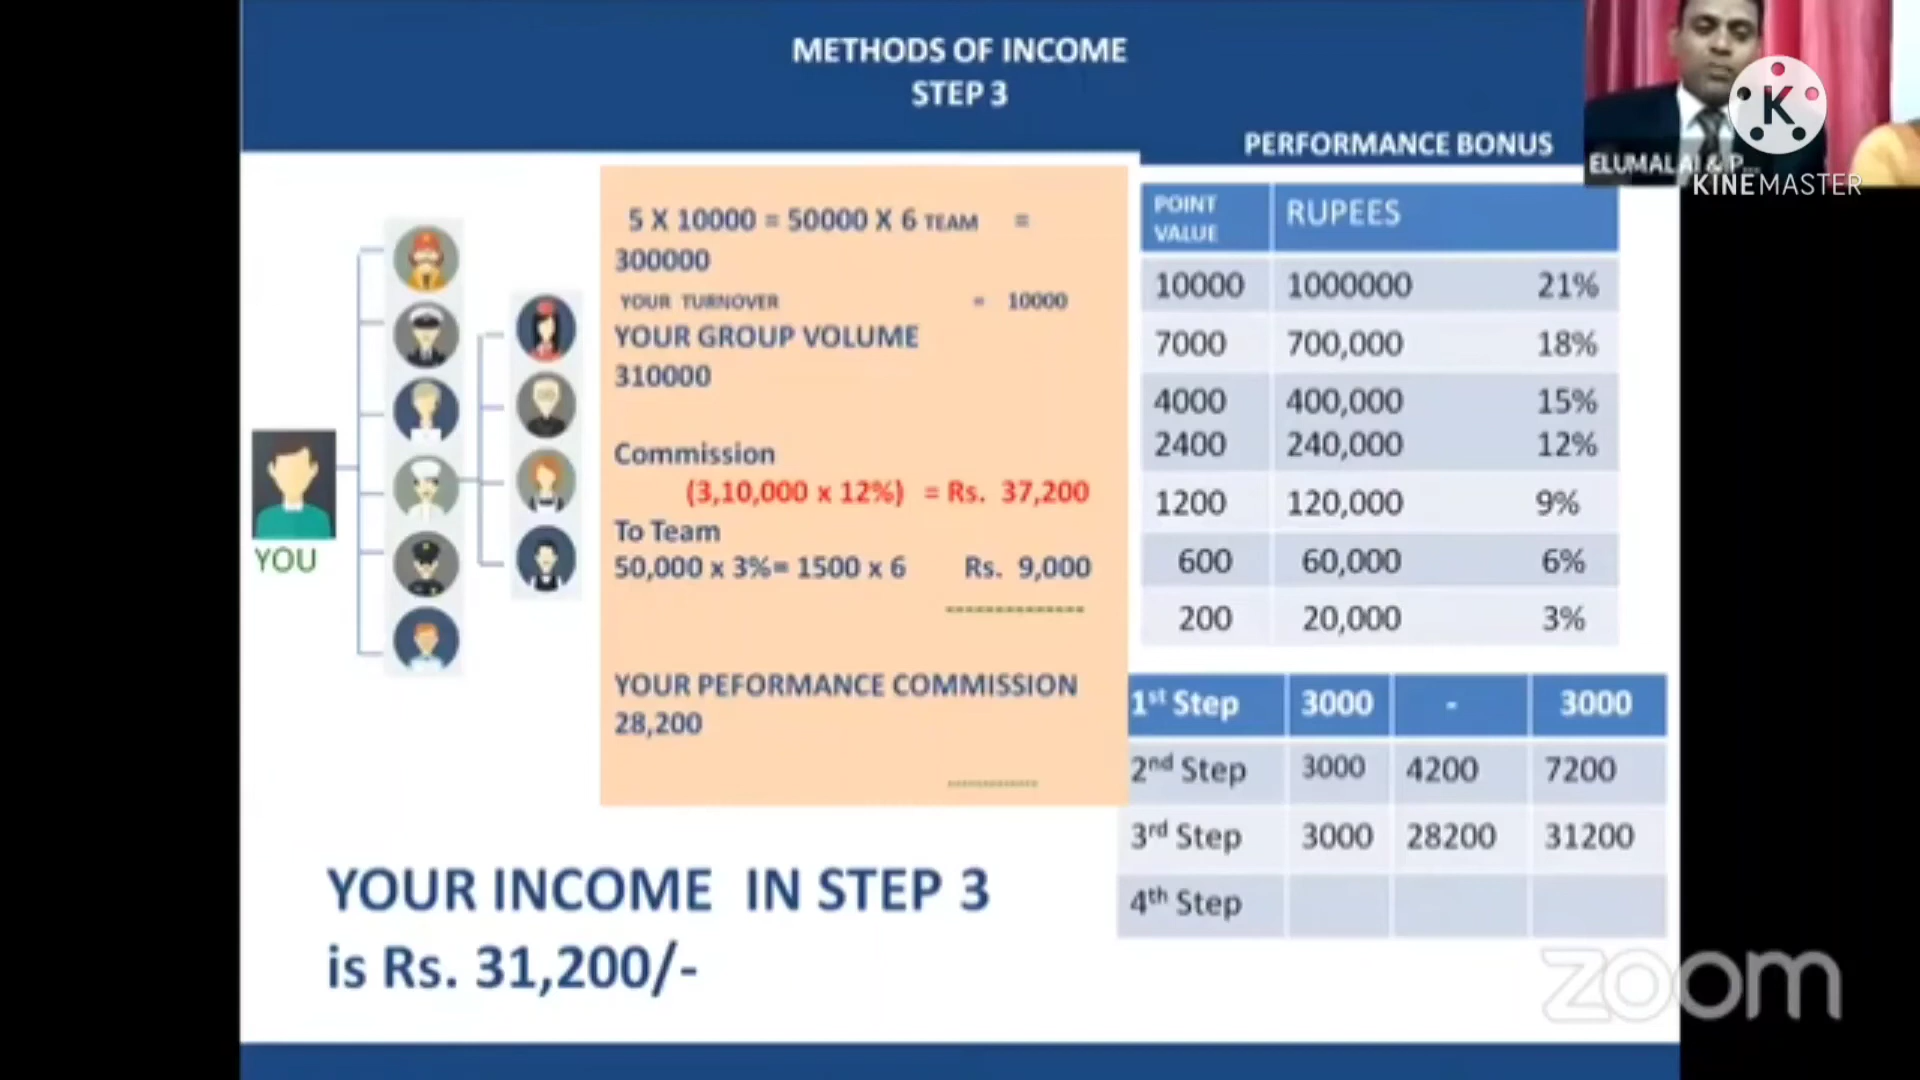 METHODS OF INCOME
STEP 3
PERFORMANCE BONUS
ELUMALAI & P...
K
KINEMASTER
YOU
5 X 10000 = 50000 X 6 TEAM =
300000
YOUR TURNOVER = 10000
YOUR GROUP VOLUME
310000
Commission
(3,10,000 x 12%) = Rs. 37,200
To Team
50,000 x 3%= 1500 x 6 Rs. 9,000
--------------
YOUR PEFORMANCE COMMISSION
28,200
------------
POINT VALUE RUPEES
10000 1000000 21%
7000 700,000 18%
4000 400,000 15%
2400 240,000 12%
1200 120,000 9%
600 60,000 6%
200 20,000 3%
1st Step 3000 - 3000
2nd Step 3000 4200 7200
3rd Step 3000 28200 31200
4th Step
YOUR INCOME IN STEP 3
is Rs. 31,200/-
zoom